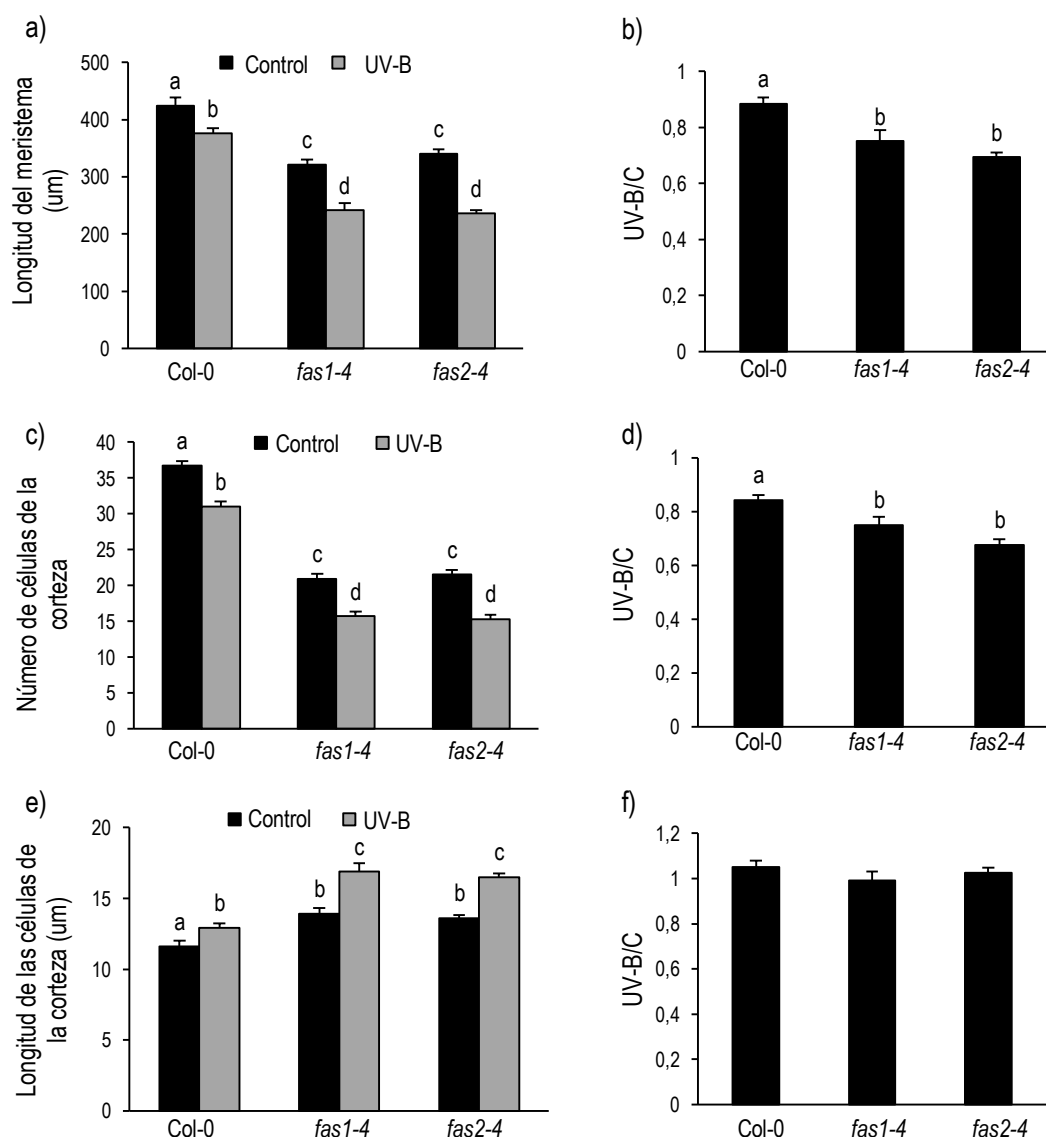 a)
Longitud del meristema
(um)
Control UV-B
500
400
300
200
100
0
a b c d c d
Col-0 fas1-4 fas2-4
b)
UV-B/C
1
0,8
0,6
0,4
0,2
0
a b b
Col-0 fas1-4 fas2-4
c)
Número de células de la
corteza
Control UV-B
40
35
30
25
20
15
10
5
0
a b c d c d
Col-0 fas1-4 fas2-4
d)
UV-B/C
1
0,8
0,6
0,4
0,2
0
a b b
Col-0 fas1-4 fas2-4
e)
Longitud de las células de
la corteza (um)
Control UV-B
20
15
10
5
0
a b b c b c
Col-0 fas1-4 fas2-4
f)
UV-B/C
1,2
1
0,8
0,6
0,4
0,2
0
Col-0 fas1-4 fas2-4